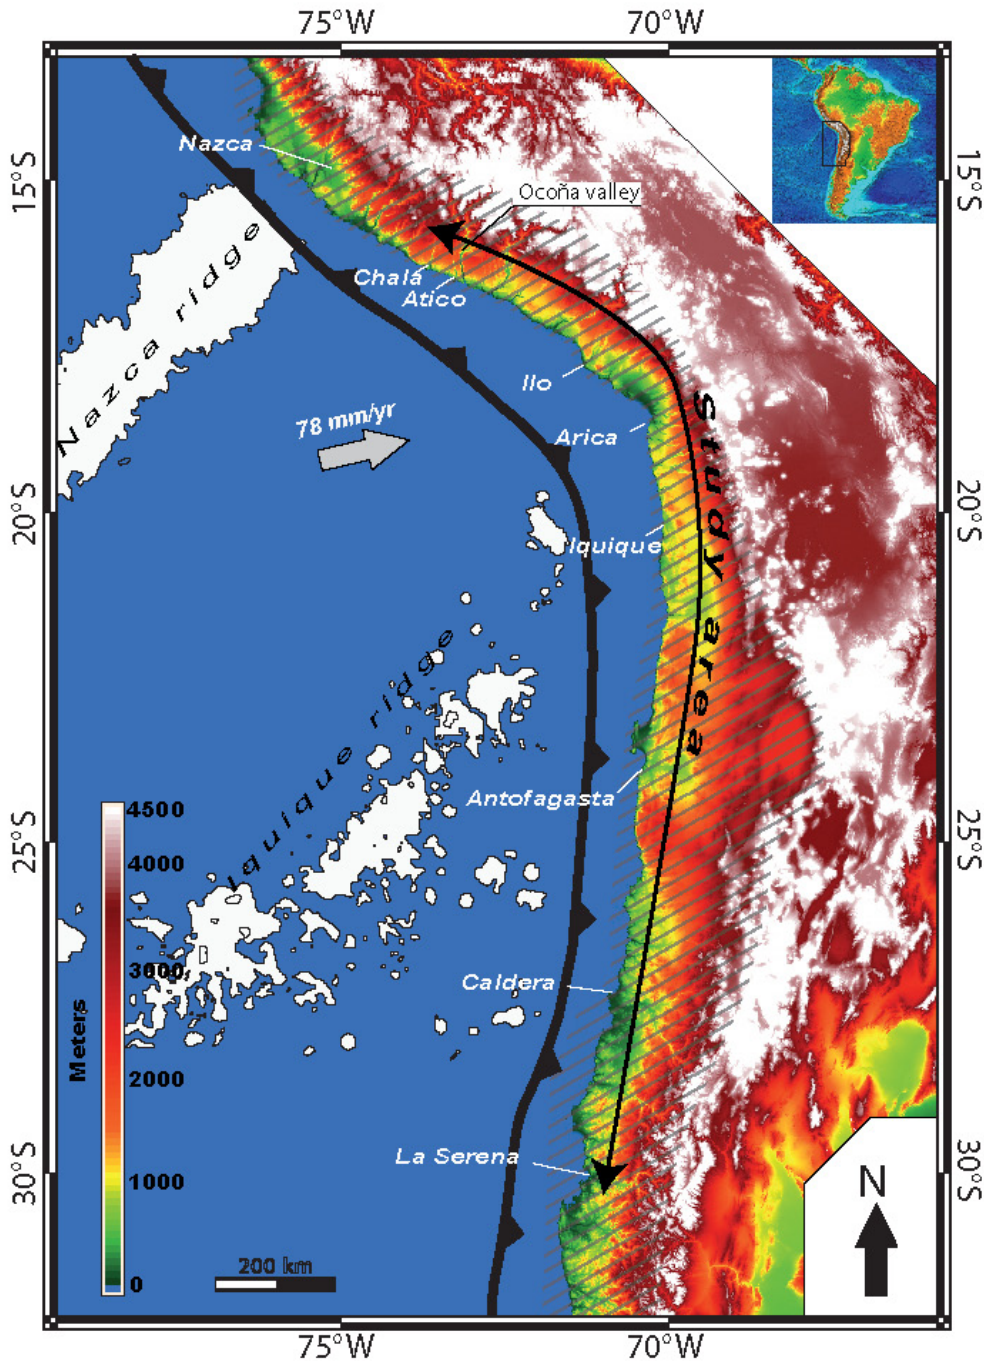 75°W 70°W
15°S
15°S
Nazca
Ocoña valley
Nazca ridge
Chala
Atico
Ilo
78 mm/yr
Arica
Study area
20°S
20°S
Iquique
Iquique ridge
Antofagasta
25°S
25°S
4500
4000
3000
2000
1000
0
Meters
Caldera
La Serena
30°S
30°S
N
200 km
75°W 70°W